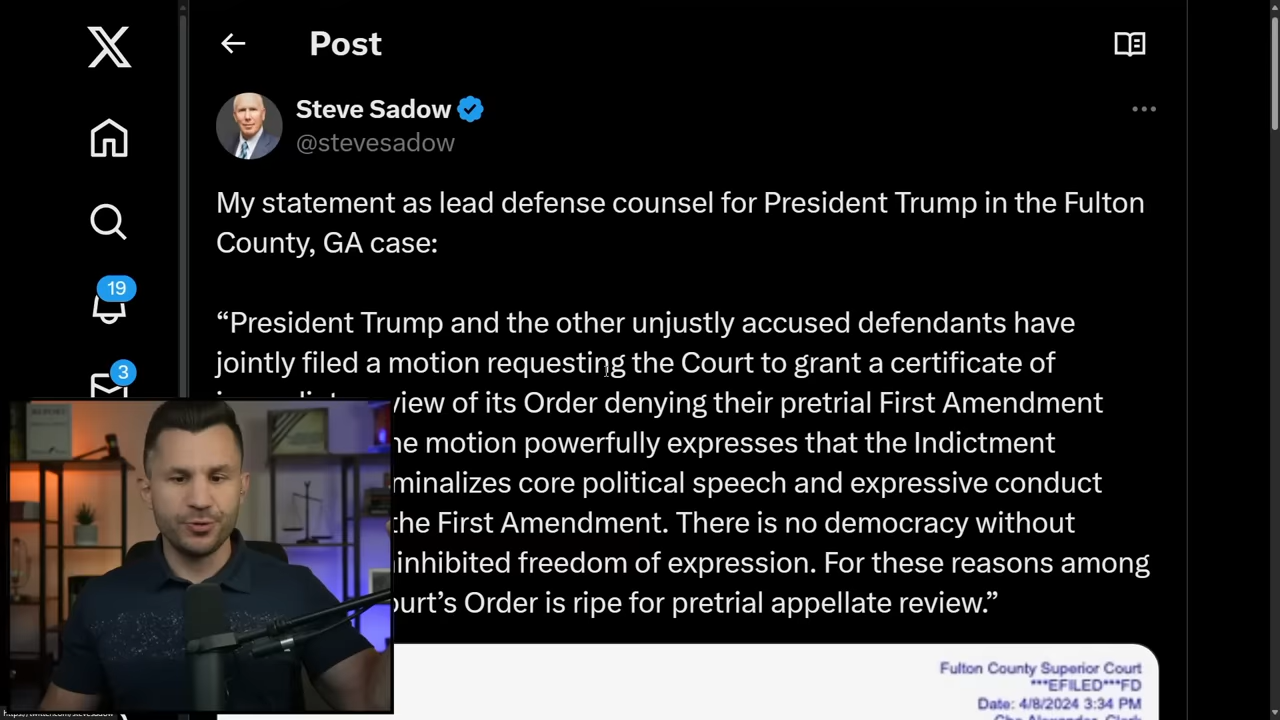 Post
Steve Sadow
@stevesadow
My statement as lead defense counsel for President Trump in the Fulton
County, GA case:
“President Trump and the other unjustly accused defendants have
jointly filed a motion requesting the Court to grant a certificate of
view of its Order denying their pretrial First Amendment
he motion powerfully expresses that the Indictment
minalizes core political speech and expressive conduct
the First Amendment. There is no democracy without
inhibited freedom of expression. For these reasons among
ourt’s Order is ripe for pretrial appellate review.”
19
3
Fulton County Superior Court
***EFILED***FD
Date: 4/8/2024 3:34 PM
https://twitter.com/stevesadow